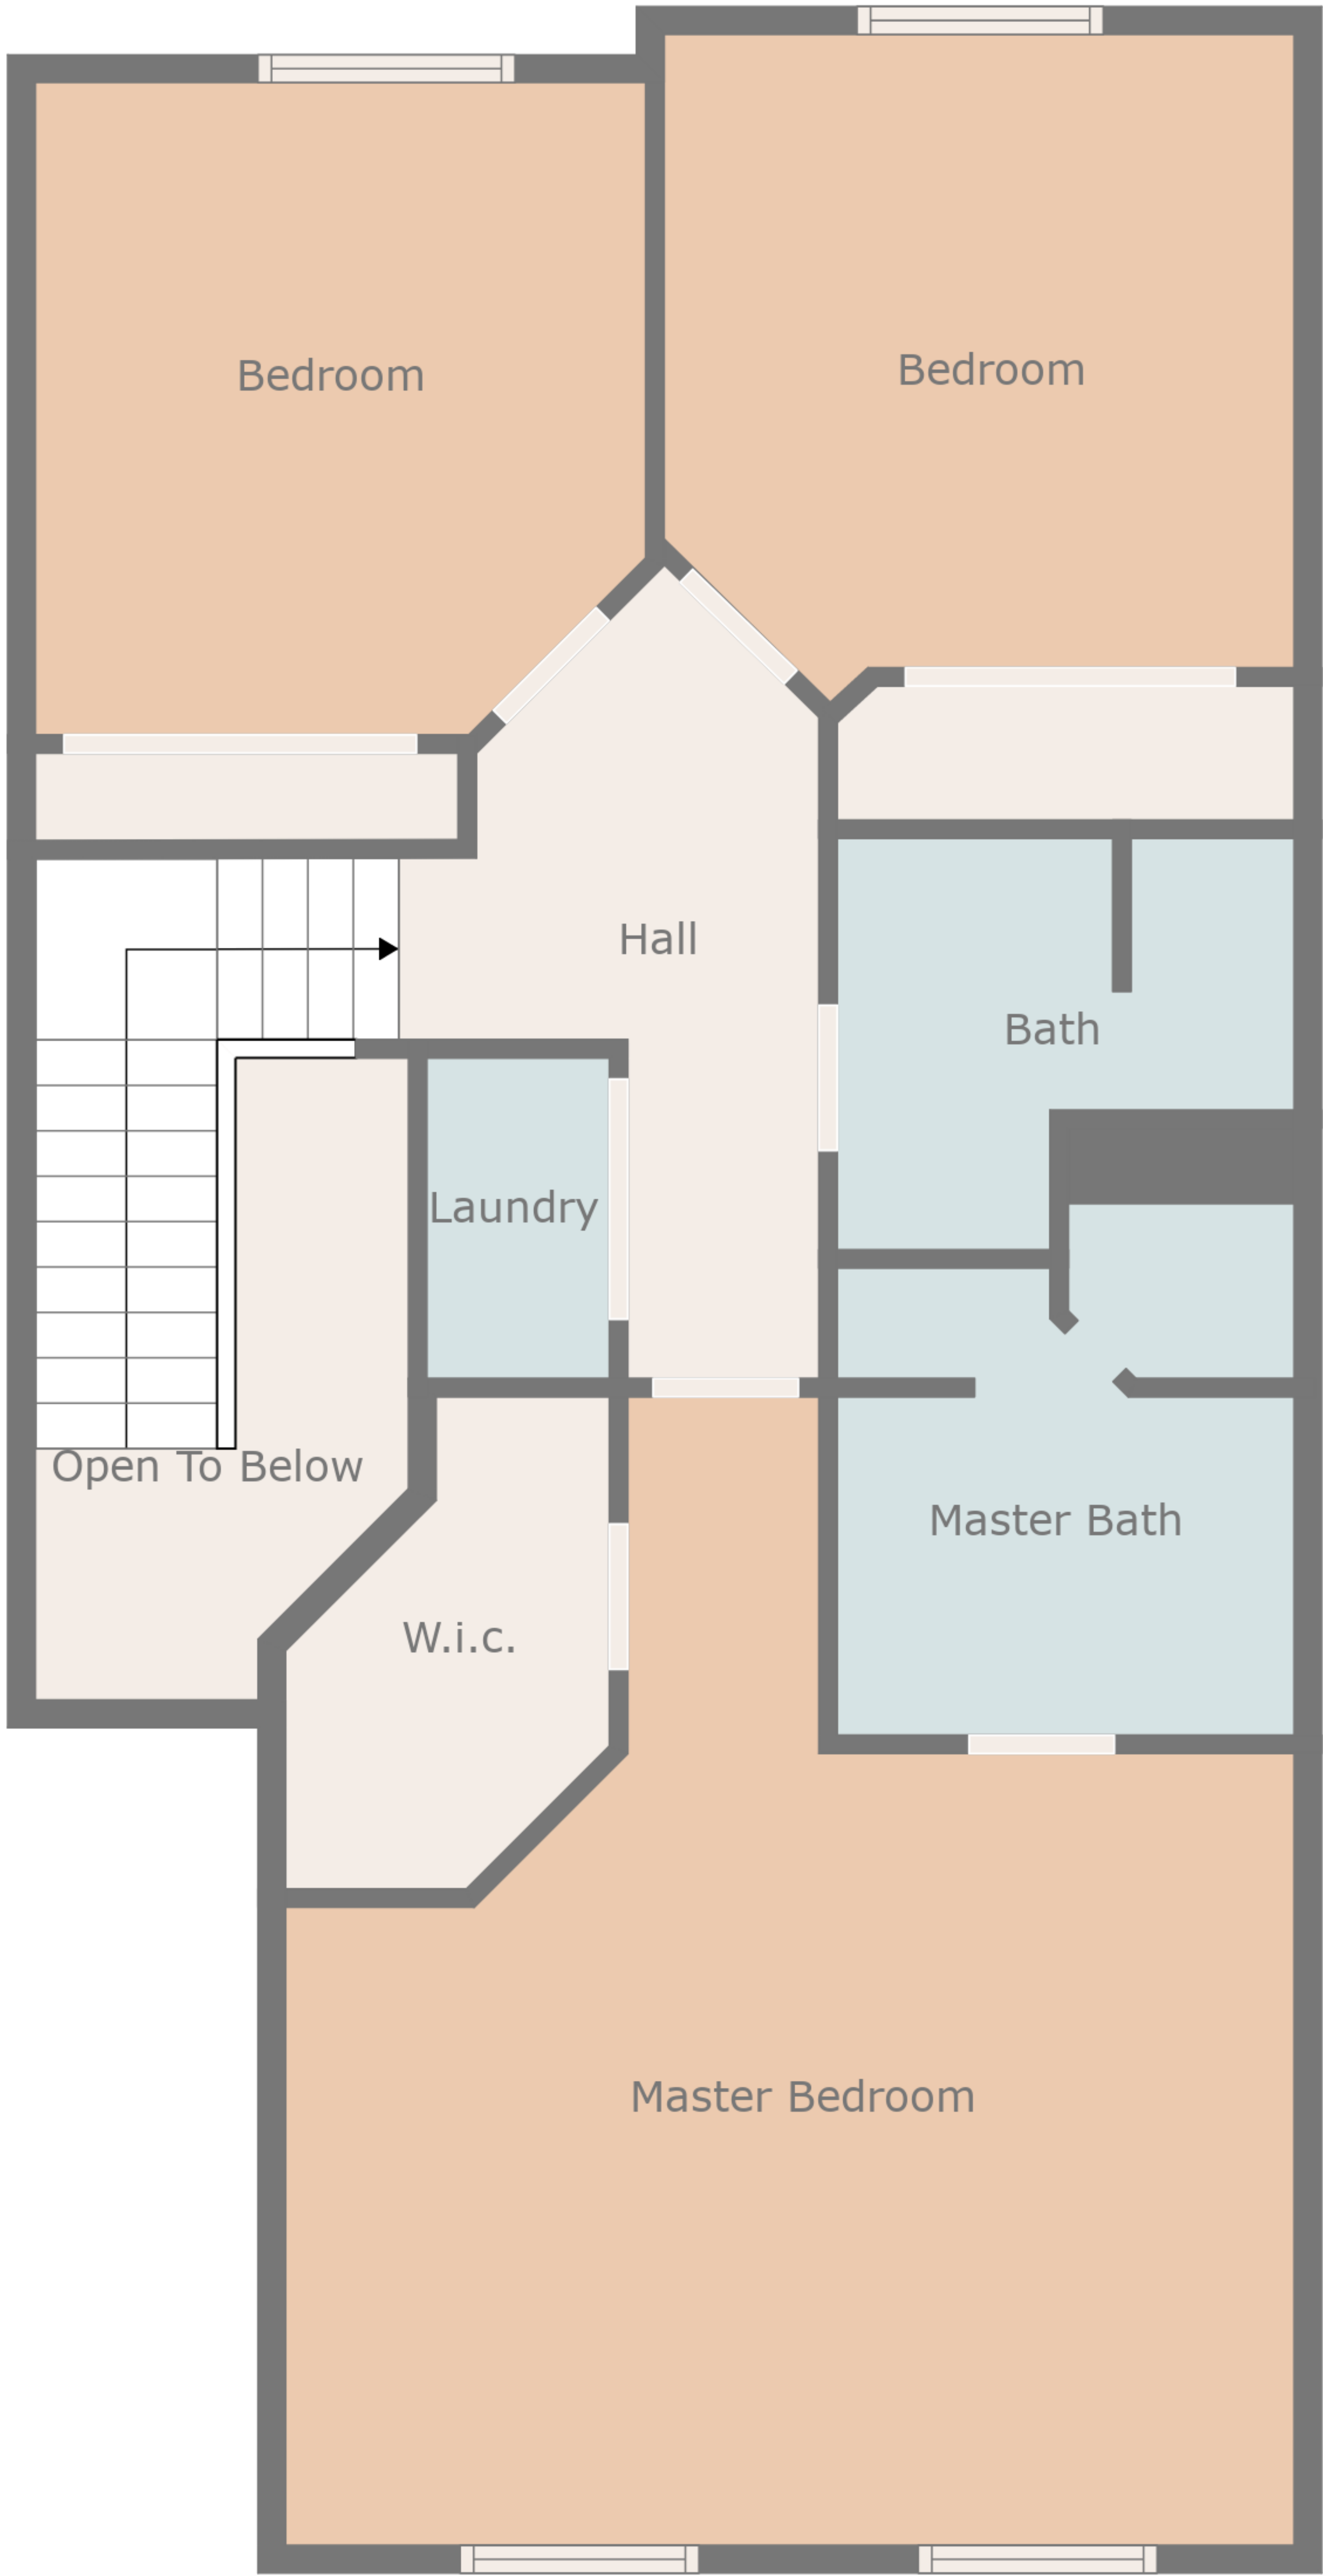 Bedroom
Bedroom
Hall
Bath
Laundry
Open To Below
Master Bath
W.i.c.
Master Bedroom